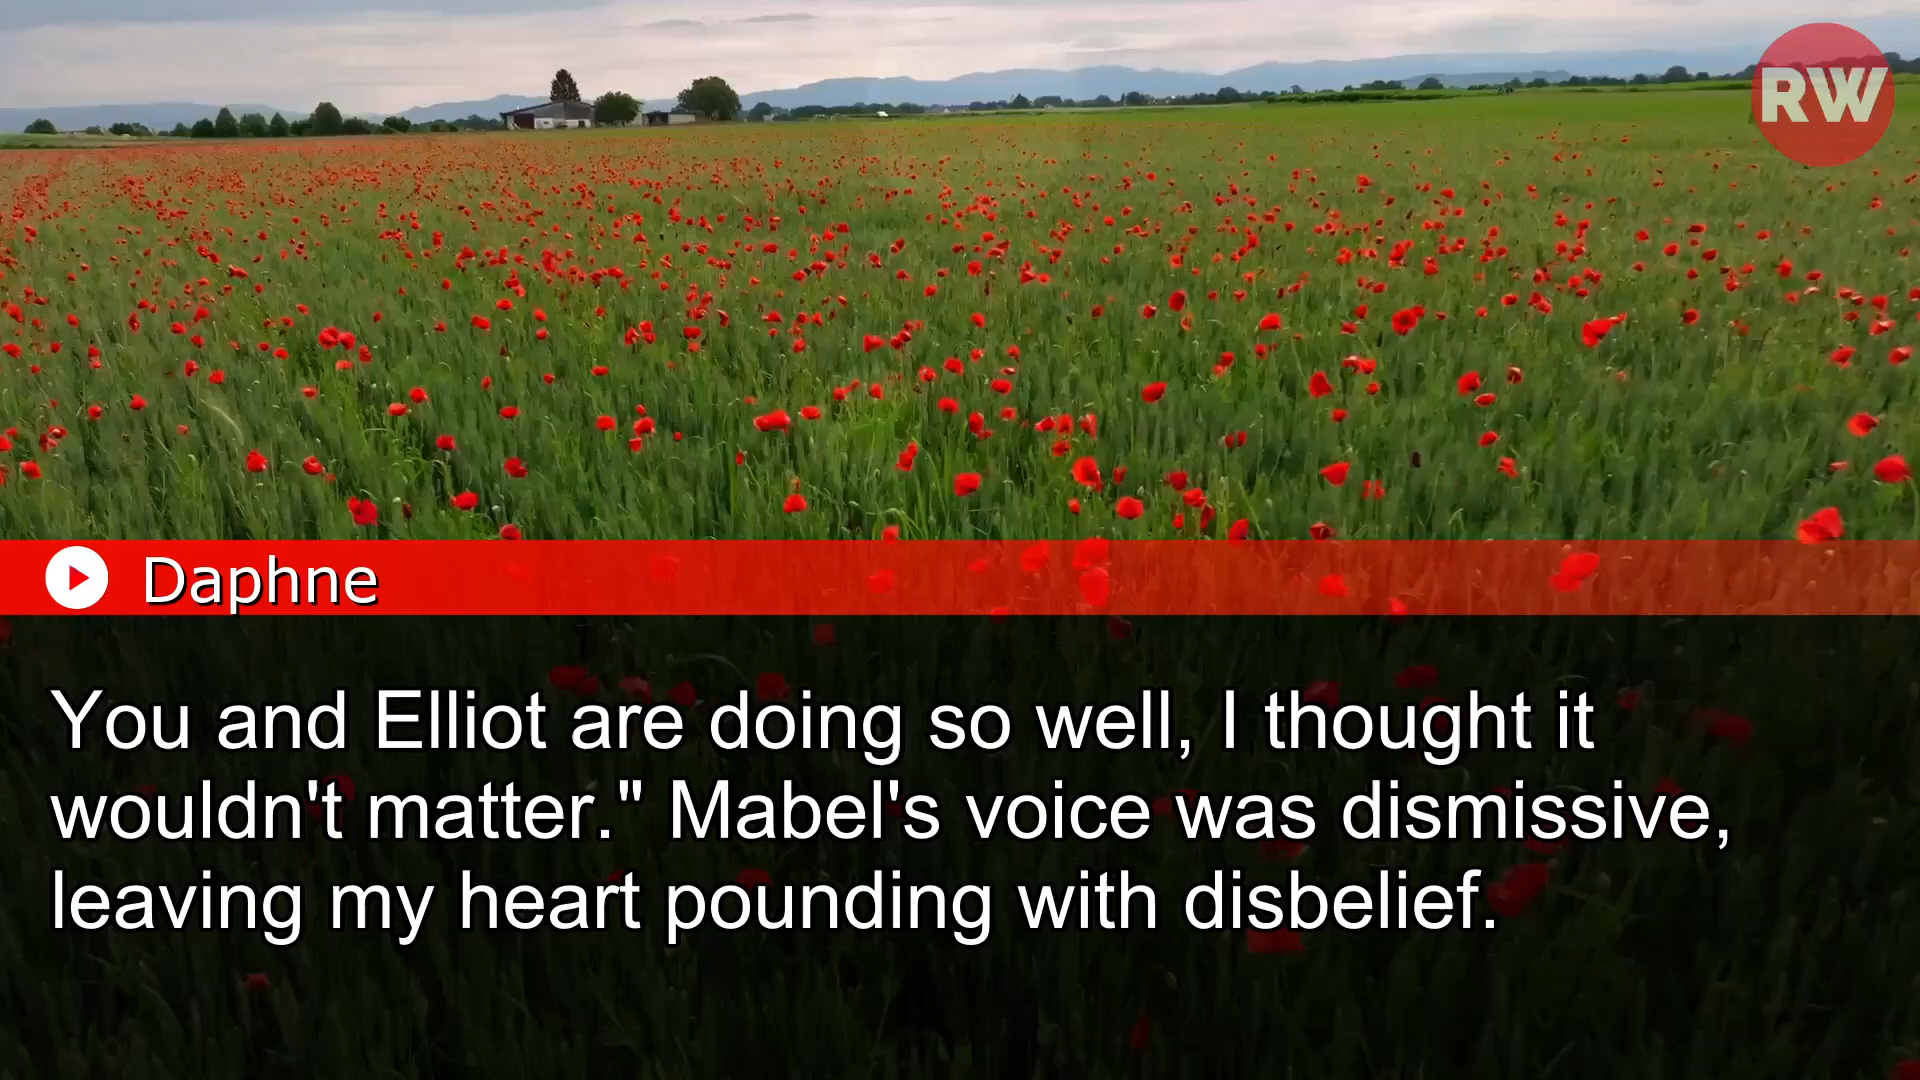 RW
Daphne
You and Elliot are doing so well, I thought it
wouldn't matter." Mabel's voice was dismissive,
leaving my heart pounding with disbelief.